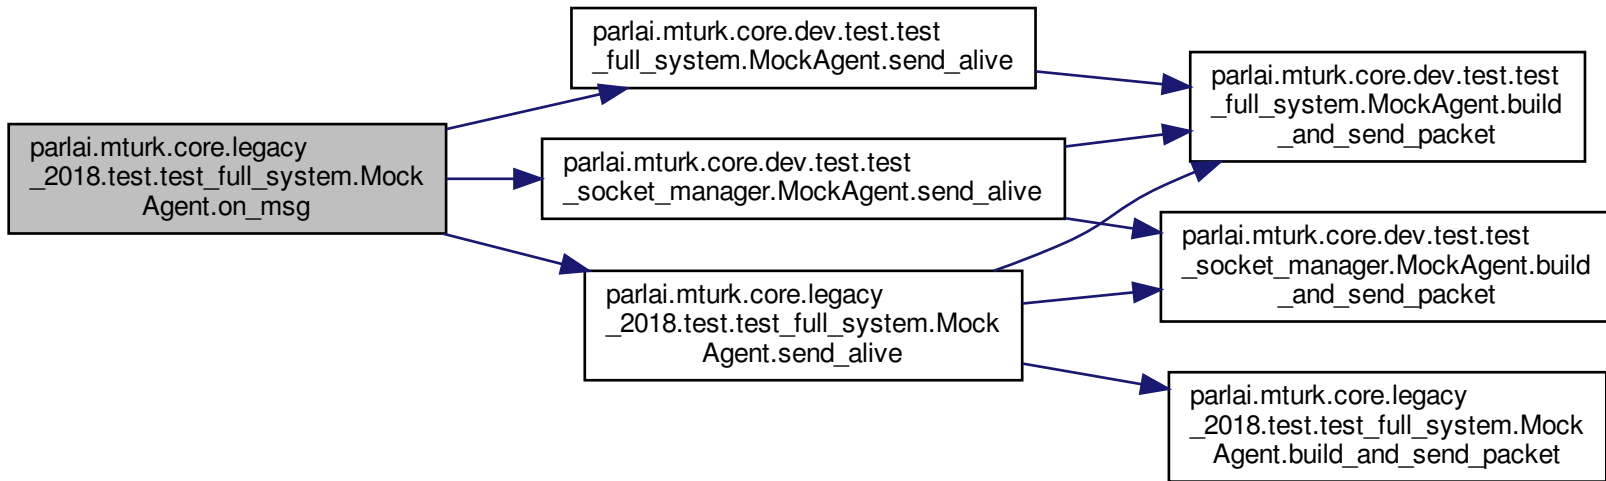 parlai.mturk.core.legacy
_2018.test.test_full_system.Mock
Agent.on_msg
parlai.mturk.core.dev.test.test
_full_system.MockAgent.send_alive
parlai.mturk.core.dev.test.test
_socket_manager.MockAgent.send_alive
parlai.mturk.core.legacy
_2018.test.test_full_system.Mock
Agent.send_alive
parlai.mturk.core.dev.test.test
_full_system.MockAgent.build
_and_send_packet
parlai.mturk.core.dev.test.test
_socket_manager.MockAgent.build
_and_send_packet
parlai.mturk.core.legacy
_2018.test.test_full_system.Mock
Agent.build_and_send_packet